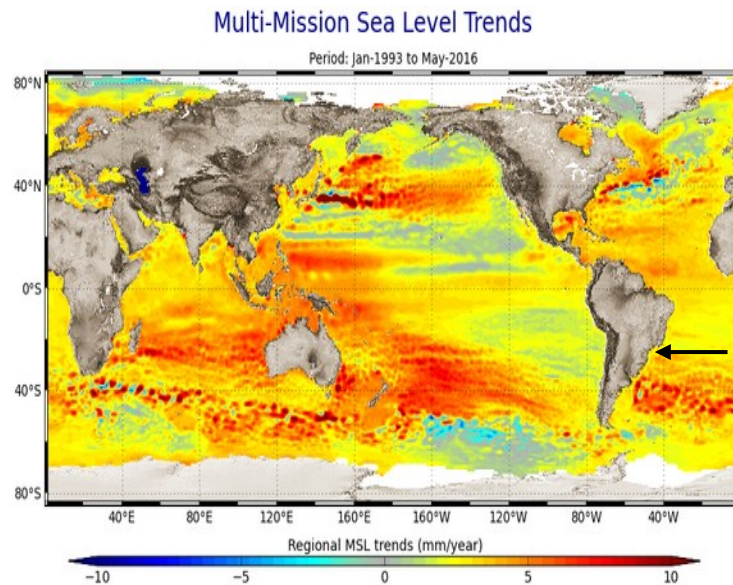 Multi-Mission Sea Level Trends
Period: Jan-1993 to May-2016
80°N
40°N
0°S
40°S
80°S
40°E 80°E 120°E 160°E 160°W 120°W 80°W 40°W
Regional MSL trends (mm/year)
−10 −5 0 5 10